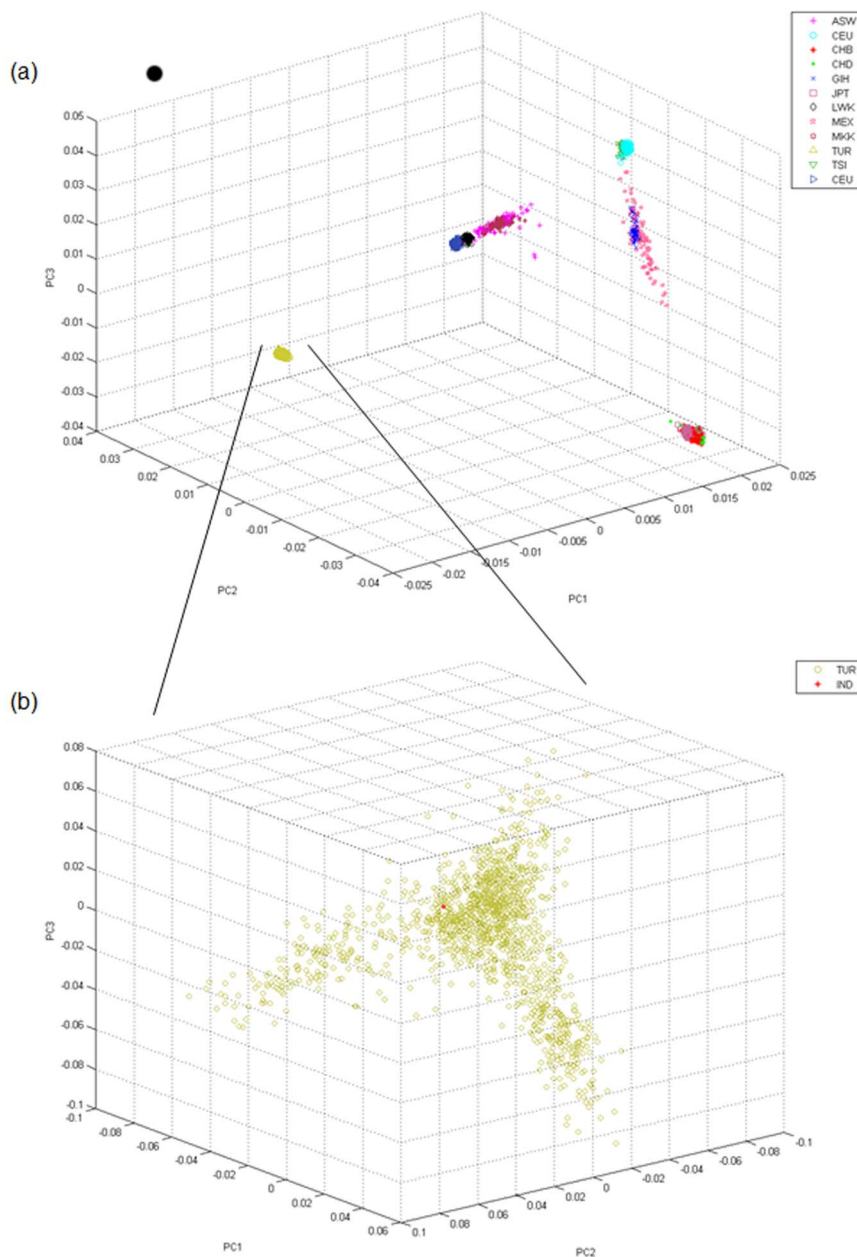 (a)
ASW
CEU
CHB
CHD
GIH
JPT
LWK
MEX
MKK
TUR
TSI
CEU
0.05
0.04
0.03
0.02
0.01
0
-0.01
-0.02
-0.03
-0.04
PC3
0.04
0.03
0.02
0.01
0
-0.01
-0.02
-0.03
-0.04
PC2
-0.025
-0.02
-0.015
-0.01
-0.005
0
0.005
0.01
0.015
0.02
0.025
PC1
(b)
TUR
IND
0.08
0.06
0.04
0.02
0
-0.02
-0.04
-0.06
-0.08
-0.1
PC3
-0.1
-0.08
-0.06
-0.04
-0.02
0
0.02
0.04
0.06
PC1
0.1
0.08
0.06
0.04
0.02
0
-0.02
-0.04
-0.06
-0.08
-0.1
PC2